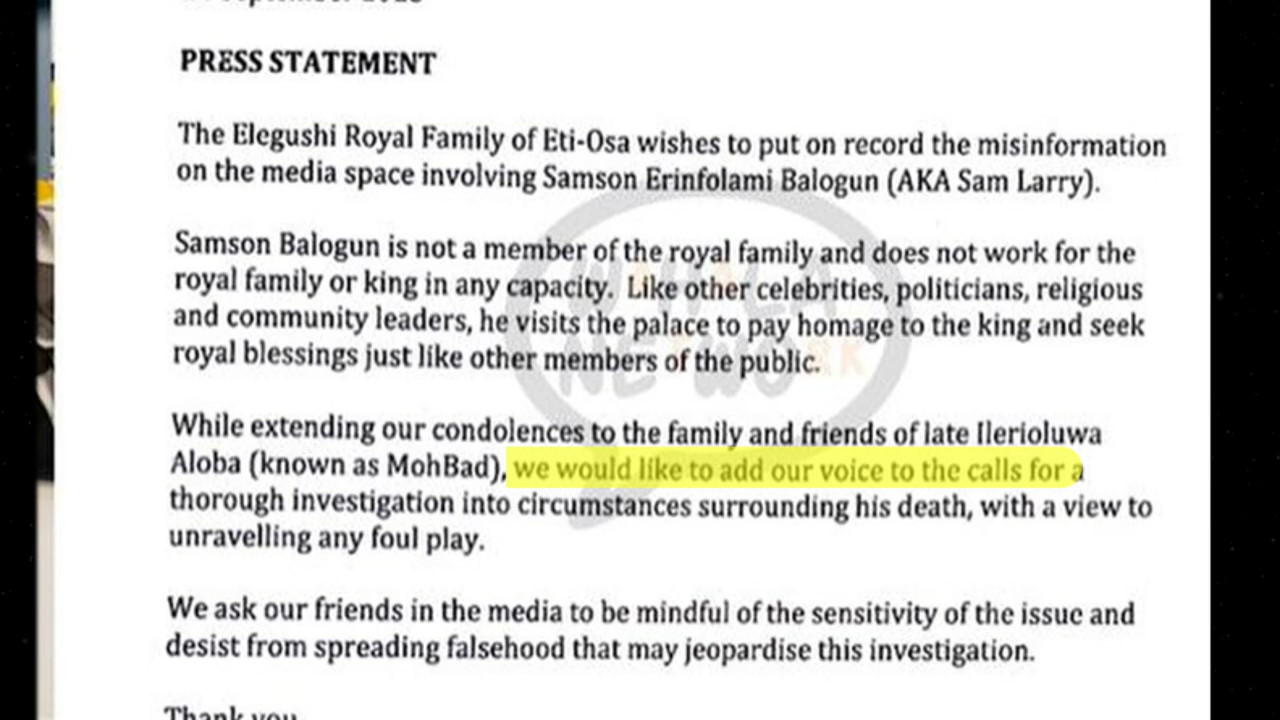 PRESS STATEMENT
The Elegushi Royal Family of Eti-Osa wishes to put on record the misinformation
on the media space involving Samson Erinfolami Balogun (AKA Sam Larry).
Samson Balogun is not a member of the royal family and does not work for the
royal family or king in any capacity. Like other celebrities, politicians, religious
and community leaders, he visits the palace to pay homage to the king and seek
royal blessings just like other members of the public.
While extending our condolences to the family and friends of late Ilerioluwa
Aloba (known as MohBad), we would like to add our voice to the calls for a
thorough investigation into circumstances surrounding his death, with a view to
unravelling any foul play.
We ask our friends in the media to be mindful of the sensitivity of the issue and
desist from spreading falsehood that may jeopardise this investigation.
Thank you